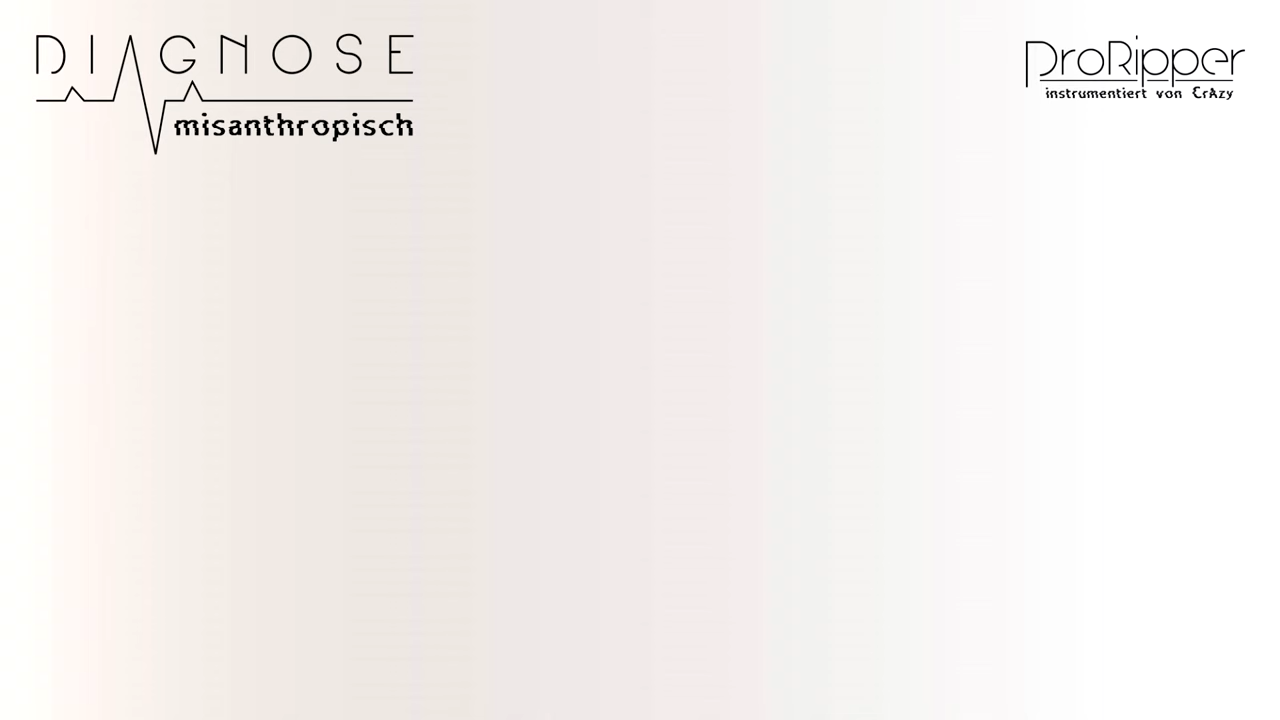 DIAGNOSE
misanthropisch
ProRipper
instrumentiert von CrAzy